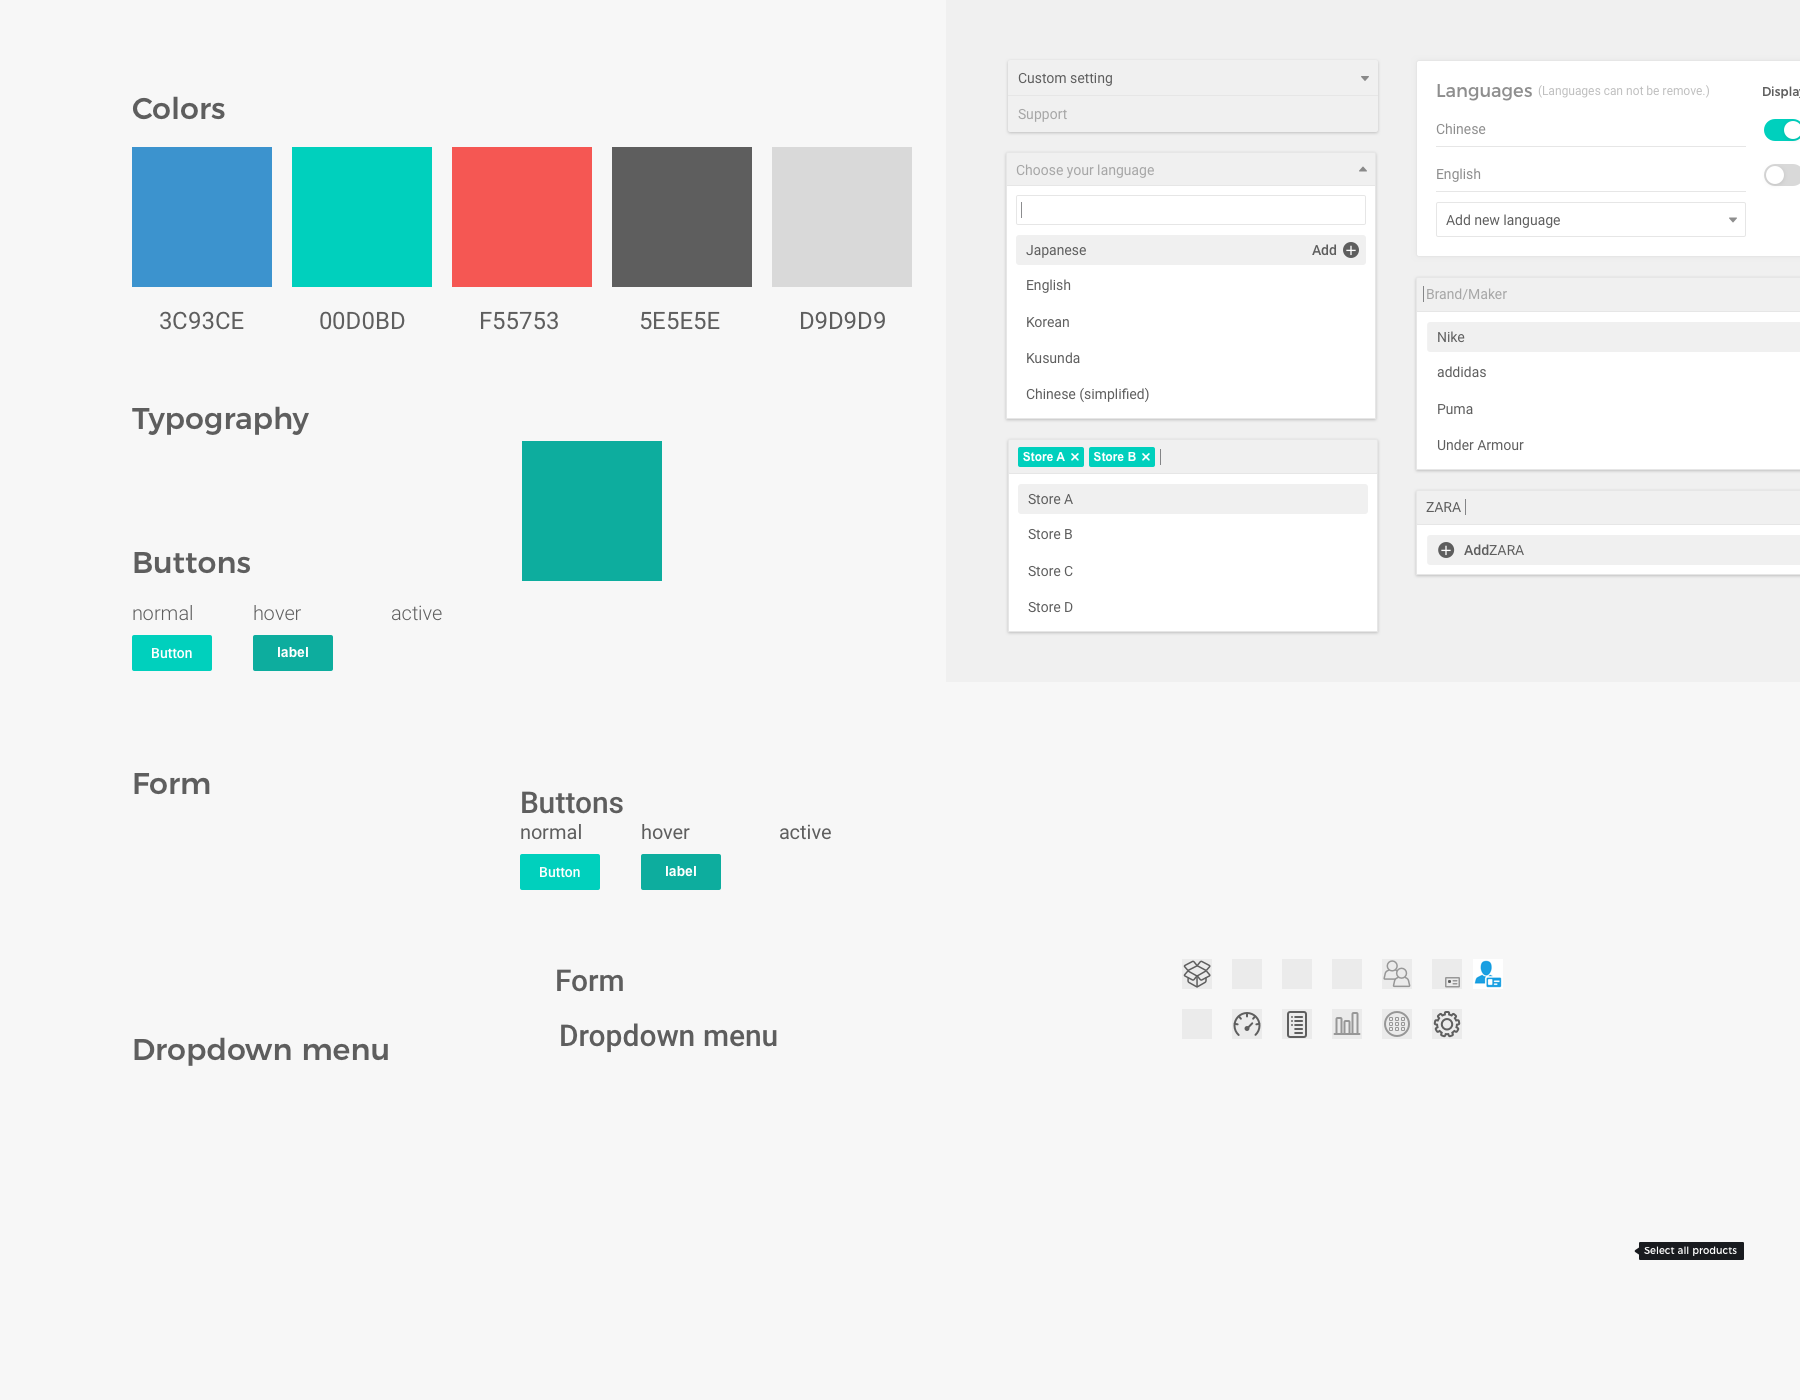 Colors
3C93CE
00D0BD
F55753
5E5E5E
D9D9D9
Typography
Buttons
normal
hover
active
Button
label
Form
Buttons
normal
hover
active
Button
label
Form
Dropdown menu
Dropdown menu
Custom setting
Support
Choose your language
Japanese
Add
English
Korean
Kusunda
Chinese (simplified)
Store A ×
Store B ×
Store A
Store B
Store C
Store D
Languages (Languages can not be remove.)
Display
Chinese
English
Add new language
Brand/Maker
Nike
addidas
Puma
Under Armour
ZARA
AddZARA
Select all products